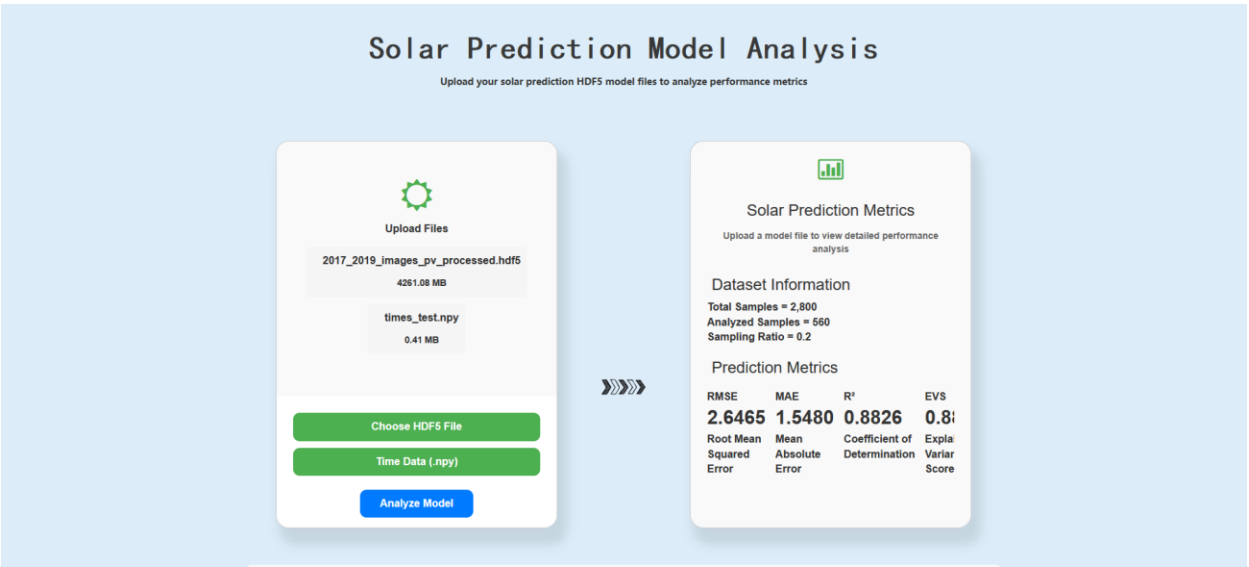 Solar Prediction Model Analysis
Upload your solar prediction HDF5 model files to analyze performance metrics
Upload Files
2017_2019_images_pv_processed.hdf5
4261.08 MB
times_test.npy
0.41 MB
Choose HDF5 File
Time Data (.npy)
Analyze Model
Solar Prediction Metrics
Upload a model file to view detailed performance
analysis
Dataset Information
Total Samples = 2,800
Analyzed Samples = 560
Sampling Ratio = 0.2
Prediction Metrics
RMSE MAE R² EVS
2.6465 1.5480 0.8826
Root Mean Mean Coefficient of
Squared Absolute Determination
Error Error Score